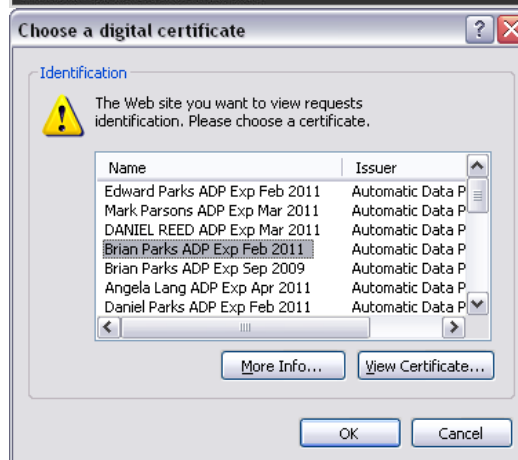 Choose a digital certificate
Identification
The Web site you want to view requests
identification. Please choose a certificate.
Name Issuer
Edward Parks ADP Exp Feb 2011 Automatic Data P
Mark Parsons ADP Exp Mar 2011 Automatic Data P
DANIEL REED ADP Exp Mar 2011 Automatic Data P
Brian Parks ADP Exp Feb 2011 Automatic Data P
Brian Parks ADP Exp Sep 2009 Automatic Data P
Angela Lang ADP Exp Apr 2011 Automatic Data P
Daniel Parks ADP Exp Feb 2011 Automatic Data P
More Info... View Certificate...
OK Cancel